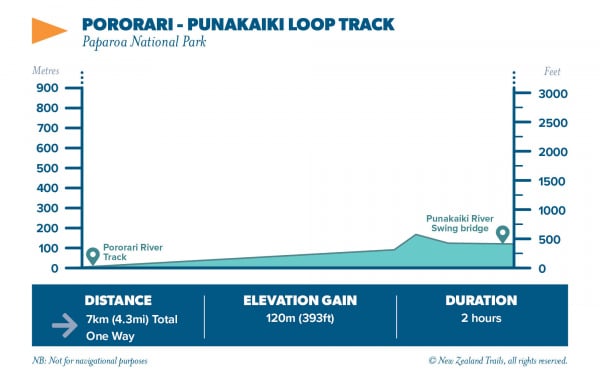 PORORARI - PUNAKAIKI LOOP TRACK
Paparoa National Park
Metres
Feet
900
800
700
600
500
400
300
200
100
0
3000
2500
2000
1500
1000
500
0
Pororari River
Track
Punakaiki River
Swing bridge
DISTANCE
7km (4.3mi) Total
One Way
ELEVATION GAIN
120m (393ft)
DURATION
2 hours
NB: Not for navigational purposes
© New Zealand Trails, all rights reserved.